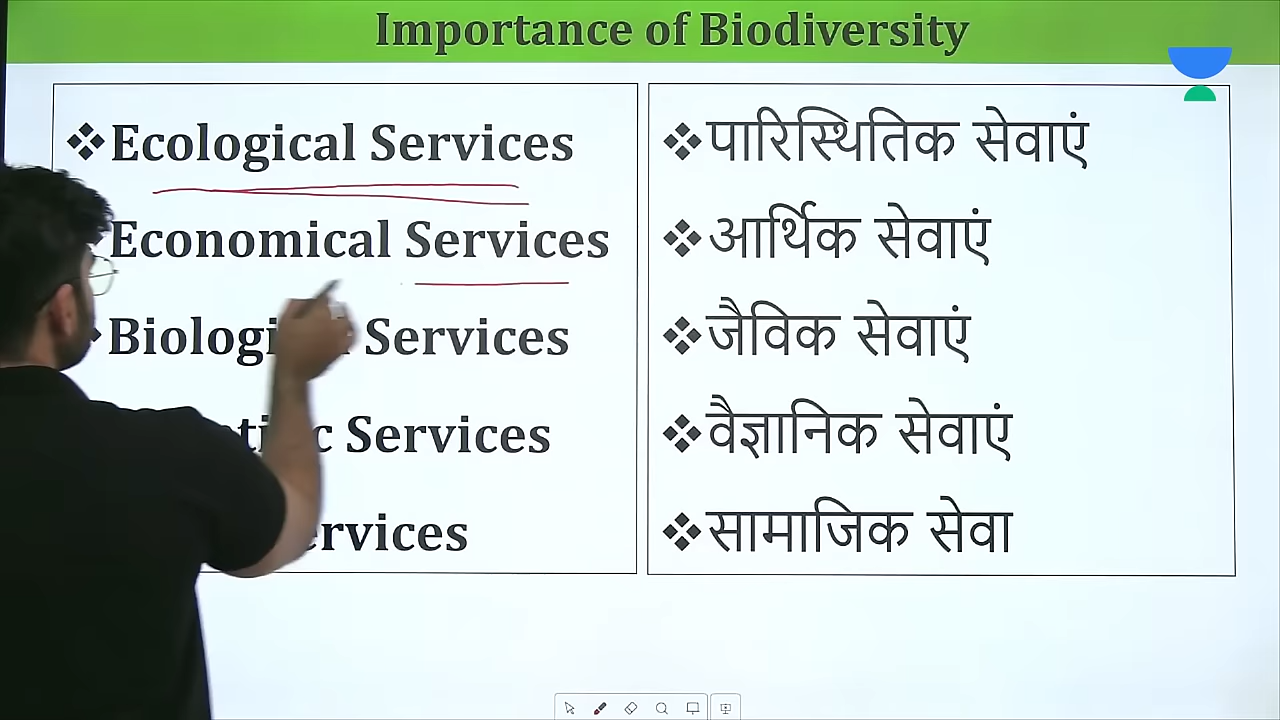 Importance of Biodiversity
❖Ecological Services
Economical Services
Services
Services
❖पारिस्थितिक सेवाएं
❖आर्थिक सेवाएं
❖जैविक सेवाएं
❖वैज्ञानिक सेवाएं
❖सामाजिक सेवा